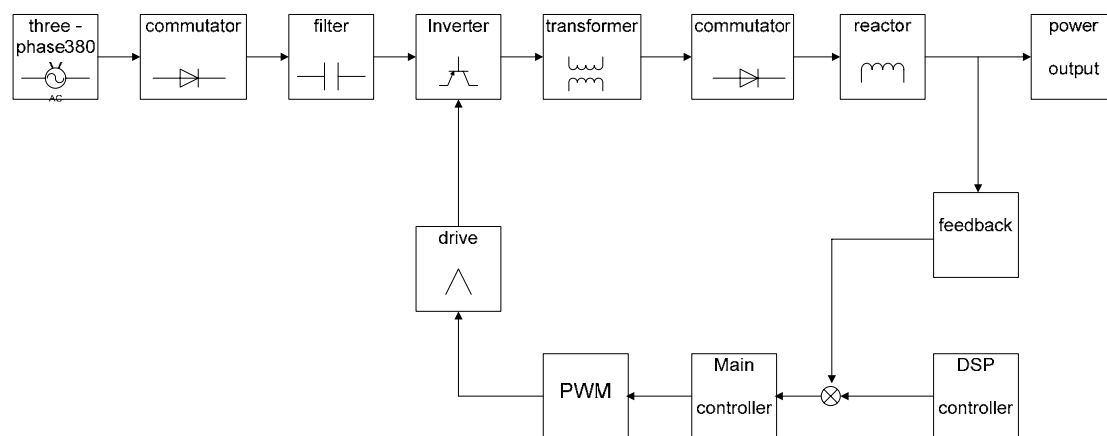 three -
phase380
AC
commutator
filter
Inverter
transformer
commutator
reactor
power
output
feedback
drive
PWM
Main
controller
DSP
controller